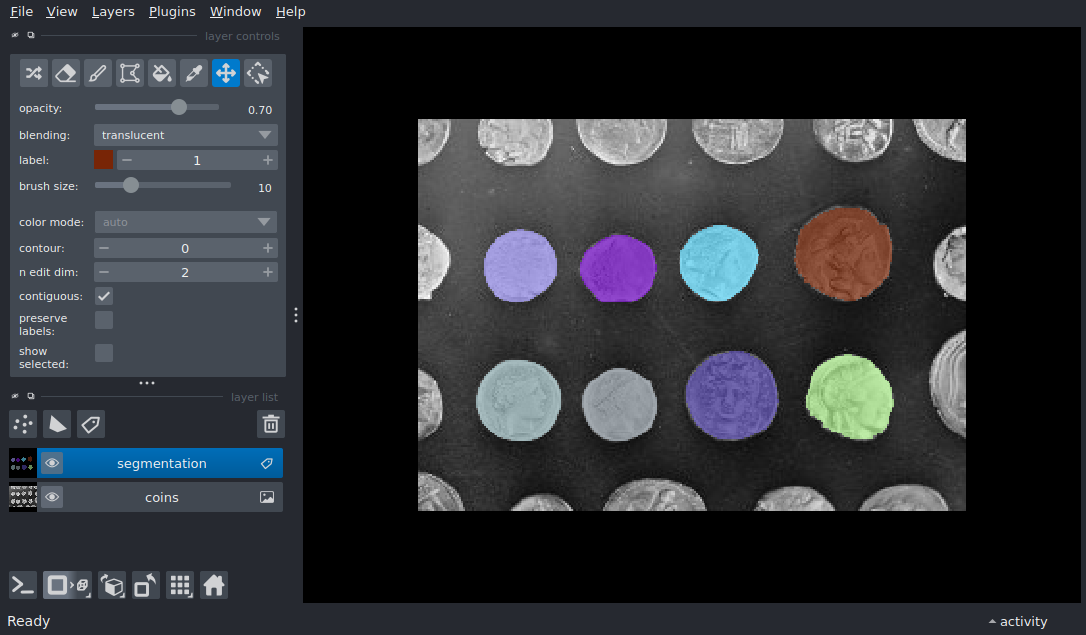 File View Layers Plugins Window Help
layer controls
opacity: 0.70
blending: translucent
label: 1
brush size: 10
color mode: auto
contour: 0
n edit dim: 2
contiguous:
preserve
labels:
show
selected:
layer list
segmentation
coins
Ready
activity